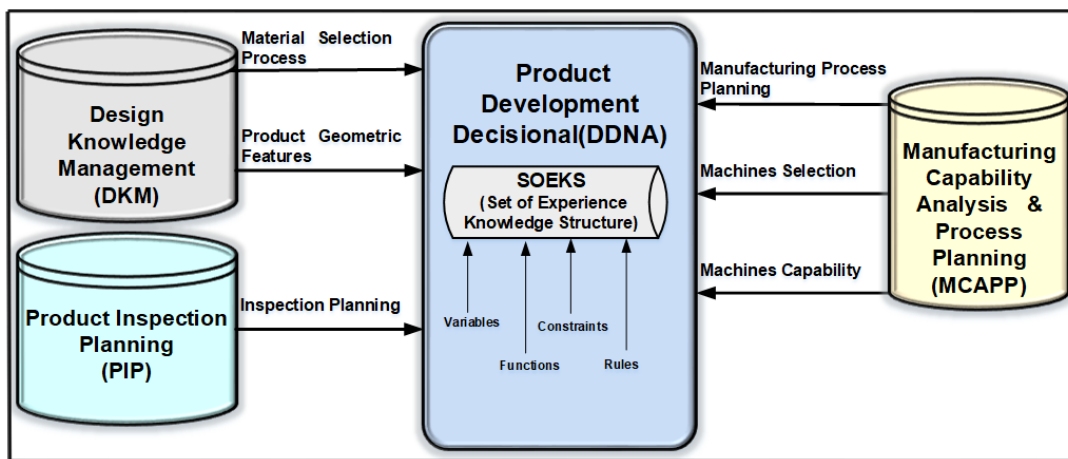 Material Selection
Process
Design
Knowledge
Management
(DKM)
Product Geometric
Features
Product Inspection
Planning
(PIP)
Inspection Planning
Product
Development
Decisional(DDNA)
SOEKS
(Set of Experience
Knowledge Structure)
Variables
Functions
Constraints
Rules
Manufacturing Process
Planning
Machines Selection
Machines Capability
Manufacturing
Capability
Analysis &
Process
Planning
(MCAPP)